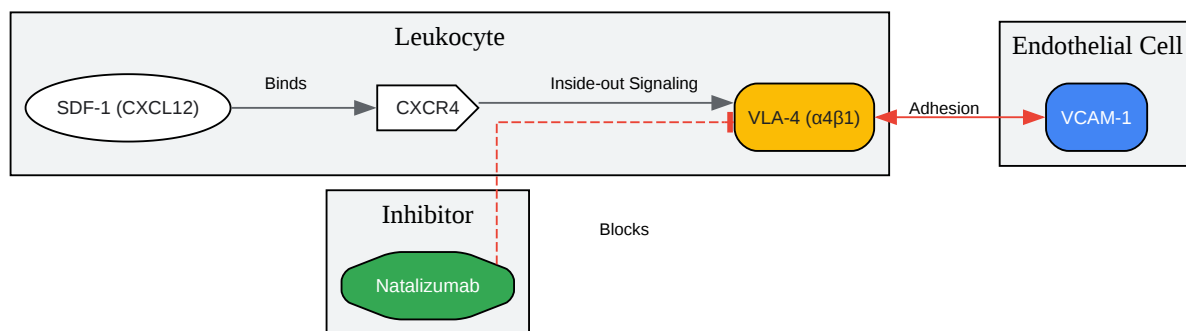 Leukocyte
Endothelial Cell
Binds
Inside-out Signaling
SDF-1 (CXCL12)
CXCR4
VLA-4 (α4β1)
Adhesion
VCAM-1
Inhibitor
Blocks
Natalizumab